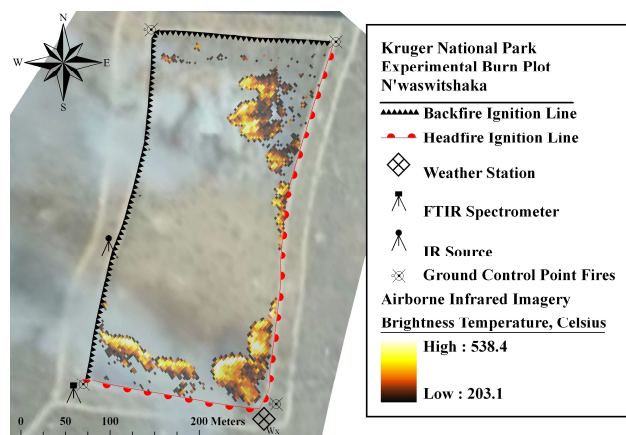 N
W
E
S
0
50
100
200 Meters
Wx
Kruger National Park
Experimental Burn Plot
N'waswitshaka
Backfire Ignition Line
Headfire Ignition Line
Weather Station
FTIR Spectrometer
IR Source
Ground Control Point Fires
Airborne Infrared Imagery
Brightness Temperature, Celsius
High : 538.4
Low : 203.1